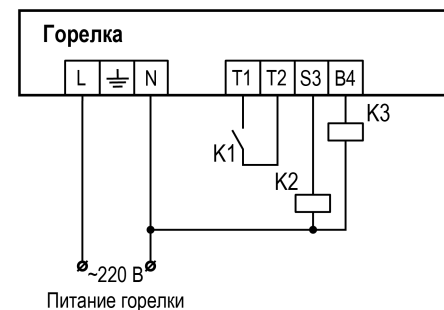 Горелка
L N T1 T2 S3 B4
K1
K2
K3
~220 В
Питание горелки